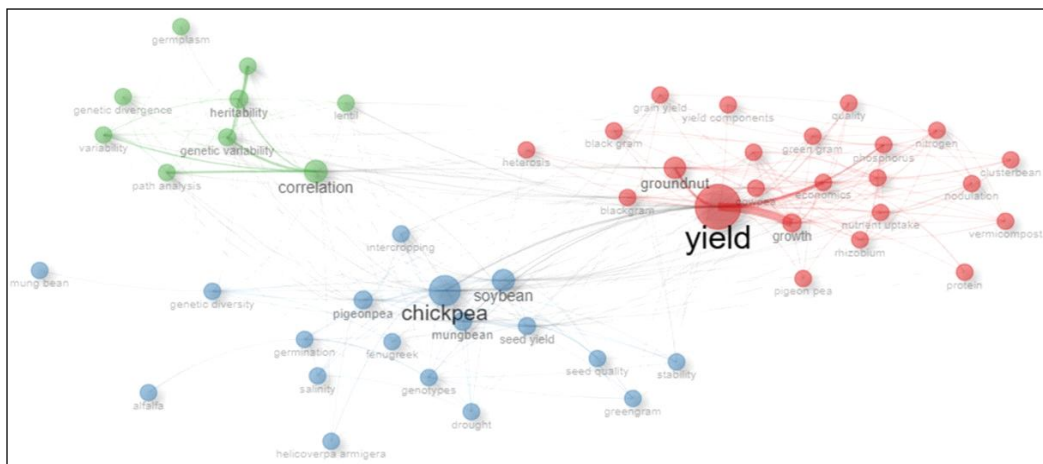 germplasm
genetic divergence
heritability
lentil
variability
genetic variability
path analysis
correlation
grain yield
yield components
quality
black gram
green gram
phosphorus
nitrogen
heterosis
groundnut
clusterbean
economics
nodulation
blackgram
yield
growth
nutrient uptake
vermicompost
rhizobium
pigeon pea
protein
intercropping
mung bean
genetic diversity
pigeonpea
chickpea
soybean
mungbean
seed yield
germination
fenugreek
salinity
genotypes
seed quality
stability
alfalfa
drought
greengram
helicoverpa armigera